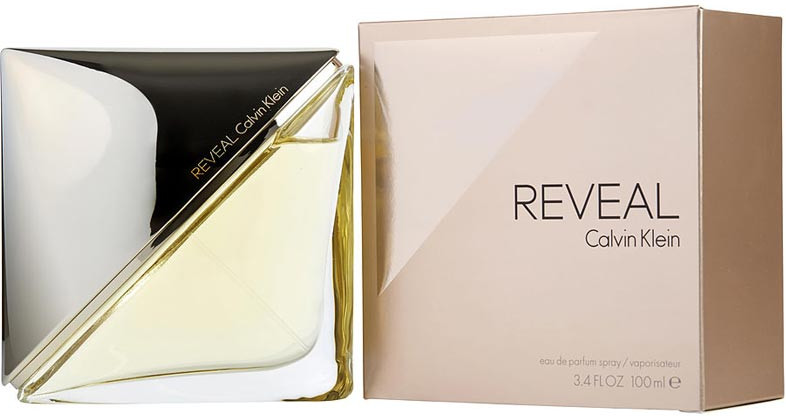 REVEAL Calvin Klein
REVEAL
Calvin Klein
eau de parfum spray / vaporisateur
3.4 FL OZ 100 ml ℮